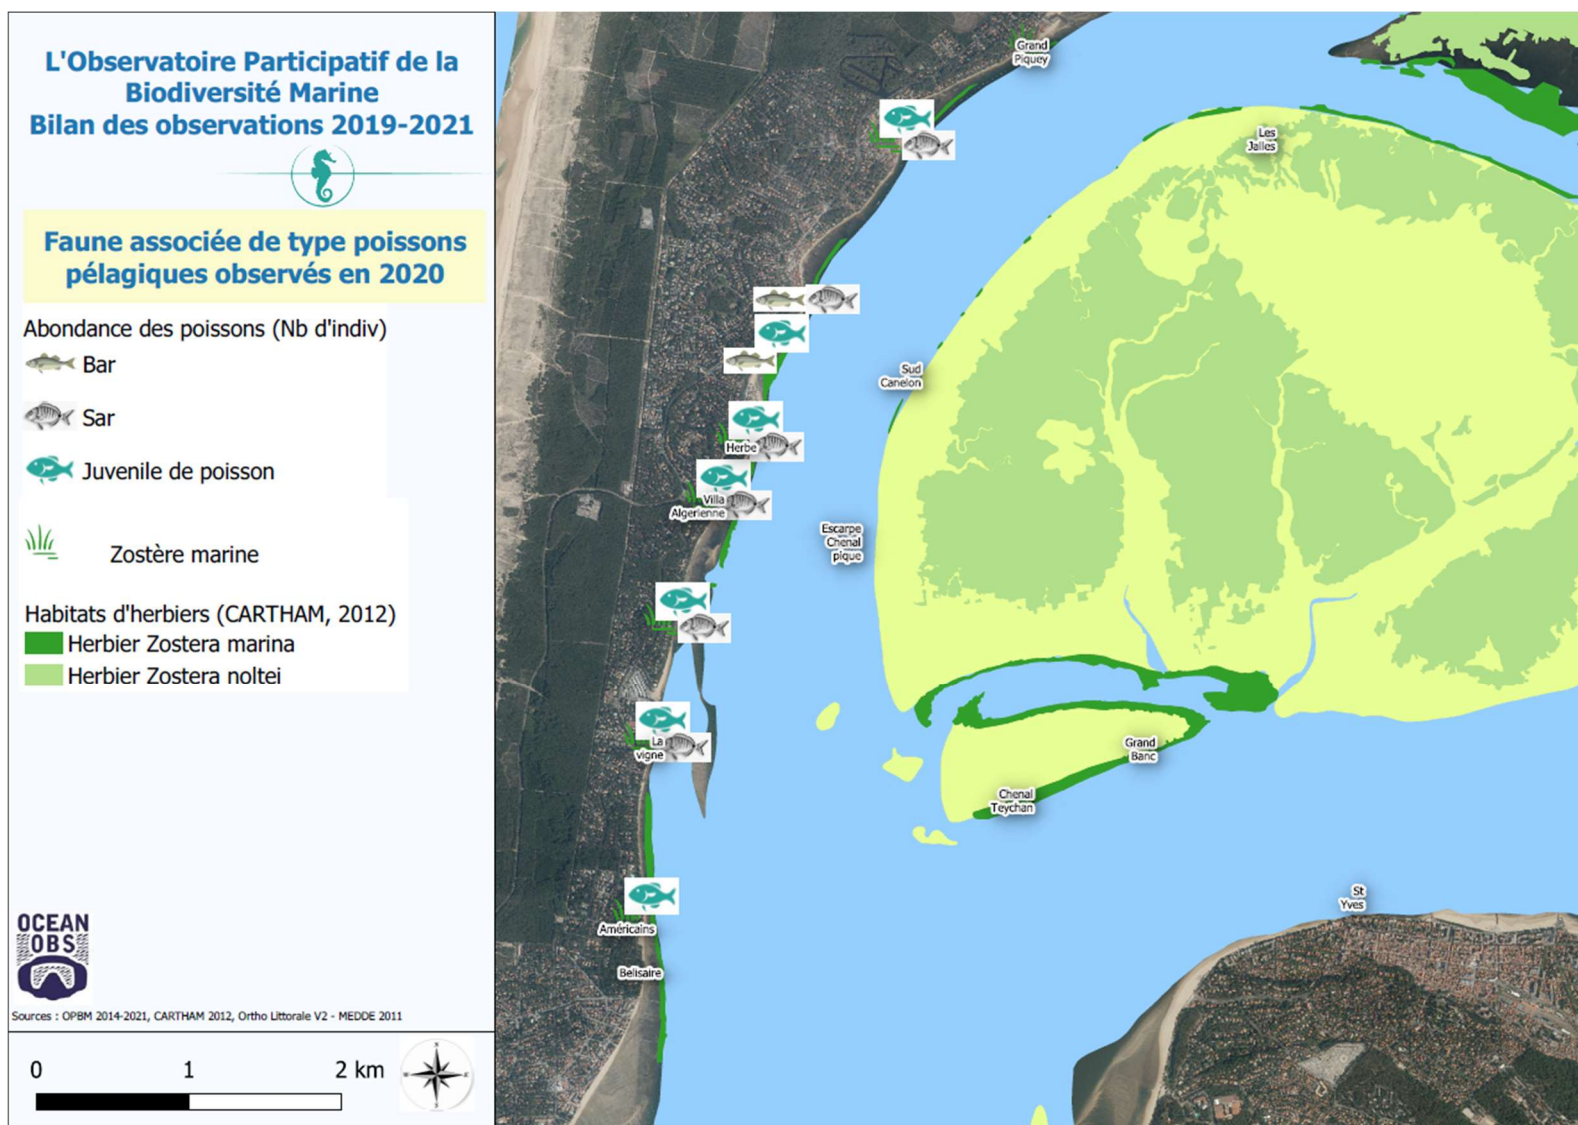 L'Observatoire Participatif de la
Biodiversité Marine
Bilan des observations 2019-2021
Faune associée de type poissons
pélagiques observés en 2020
Abondance des poissons (Nb d'indiv)
Bar
Sar
Juvenile de poisson
Zostère marine
Habitats d'herbiers (CARTHAM, 2012)
Herbier Zostera marina
Herbier Zostera noltei
OCEAN
OBS
Sources : OPBM 2014-2021, CARTHAM 2012, Ortho Littorale V2 - MEDDE 2011
0 1 2 km
Grand
Piquey
Les
Jalles
Sud
Canelon
Herbe
Villa
Algerienne
Escarpe
Chenal
pique
La
vigne
Grand
Banc
Chenal
Teychan
St
Yves
Américains
Belisaire